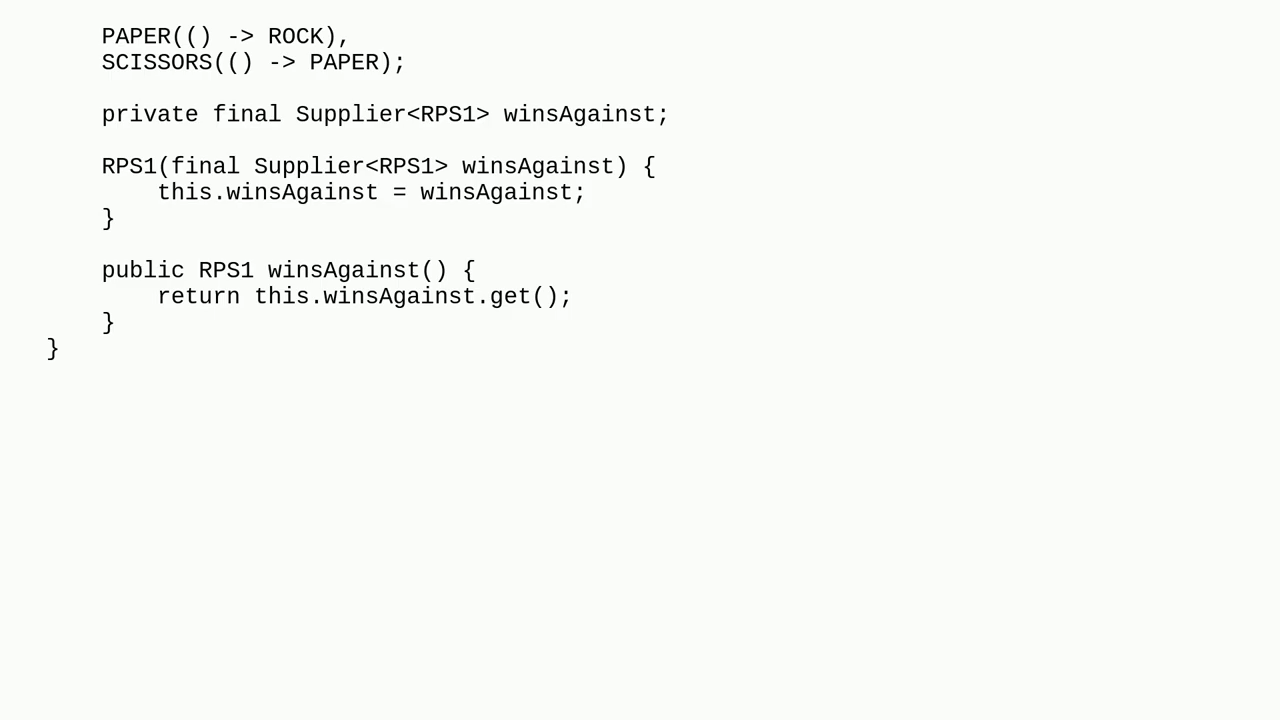 PAPER(() -> ROCK),
SCISSORS(() -> PAPER);
private final Supplier<RPS1> winsAgainst;
RPS1(final Supplier<RPS1> winsAgainst) {
this.winsAgainst = winsAgainst;
}
public RPS1 winsAgainst() {
return this.winsAgainst.get();
}
}